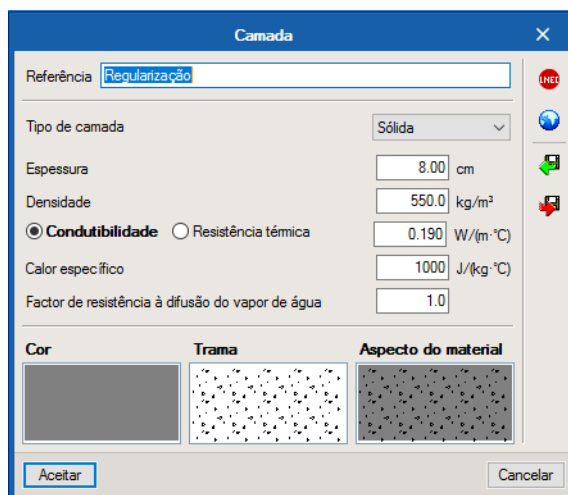 Camada
Referência Regularização
LNEC
Tipo de camada Sólida
Espessura 8.00 cm
Densidade 550.0 kg/m³
Condutibilidade Resistência térmica 0.190 W/(m·°C)
Calor específico 1000 J/(kg·°C)
Factor de resistência à difusão do vapor de água 1.0
Cor Trama Aspecto do material
Aceitar Cancelar